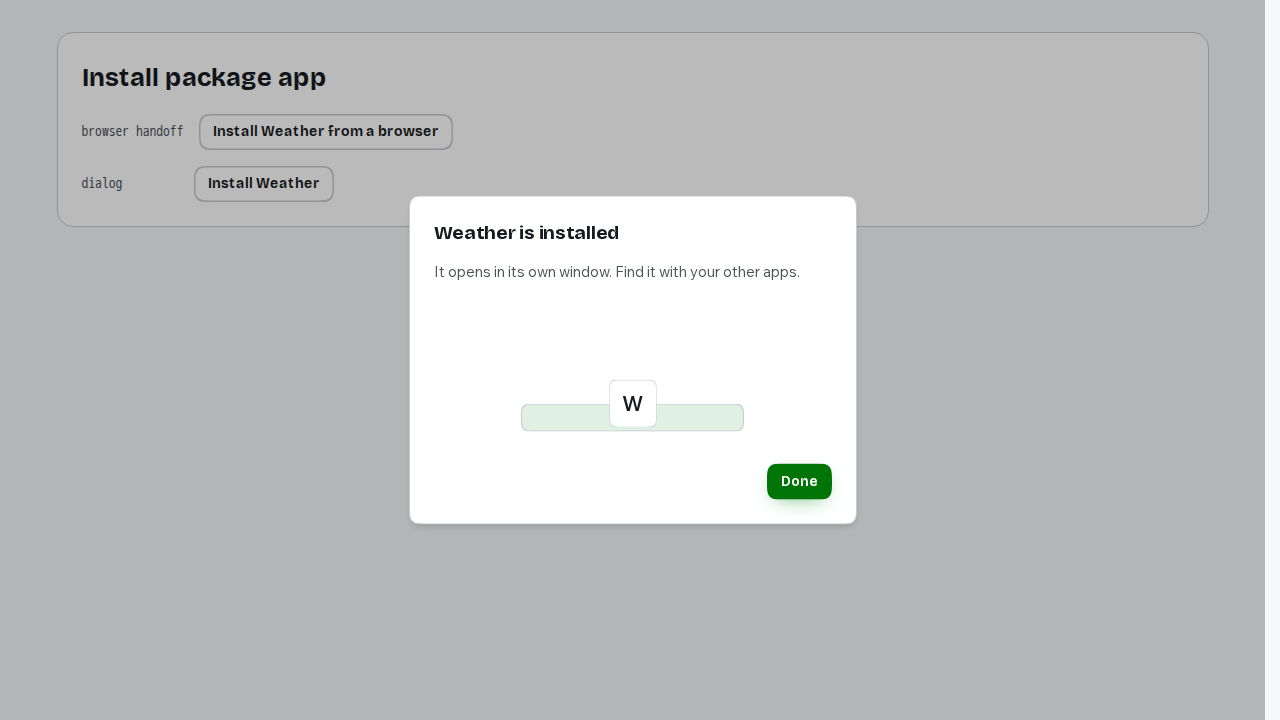 Install package app
browser handoff
Install Weather from a browser
dialog
Install Weather
Weather is installed
It opens in its own window. Find it with your other apps.
W
Done